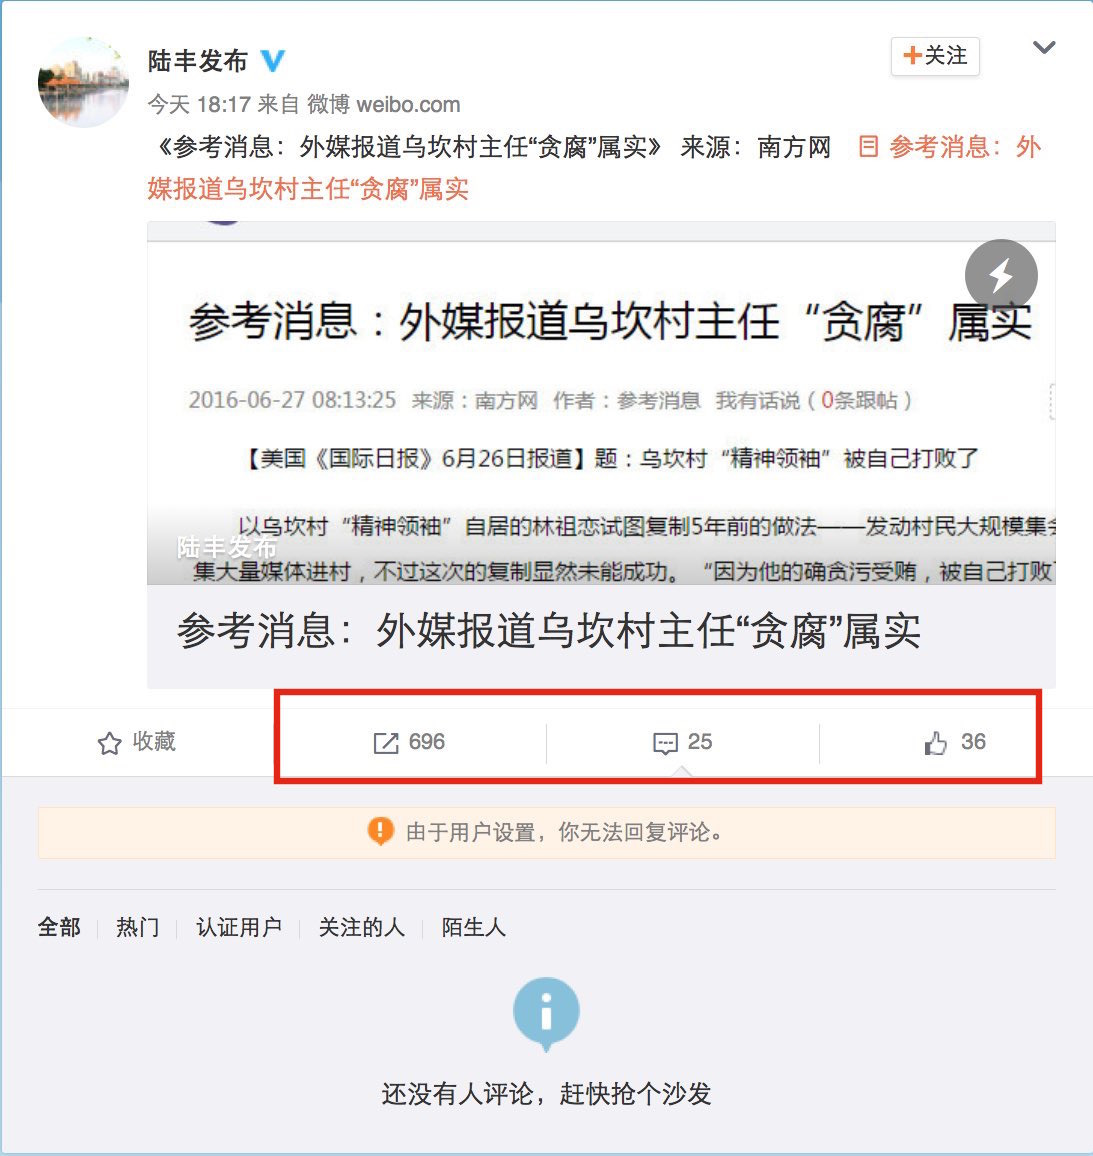 陆丰发布
+关注
今天 18:17 来自 微博 weibo.com
《参考消息：外媒报道乌坎村主任“贪腐”属实》 来源：南方网 参考消息：外
媒报道乌坎村主任“贪腐”属实
参考消息：外媒报道乌坎村主任“贪腐”属实
2016-06-27 08:13:25 来源：南方网 作者：参考消息 我有话说（0条跟帖）
【美国《国际日报》6月26日报道】题：乌坎村“精神领袖”被自己打败了
以乌坎村“精神领袖”自居的林祖恋试图复制5年前的做法——发动村民大规模集会
陆丰发布
集大量媒体进村，不过这次的复制显然未能成功。“因为他的确贪污受贿，被自己打败了
参考消息：外媒报道乌坎村主任“贪腐”属实
收藏
696
25
36
由于用户设置，你无法回复评论。
全部 热门 认证用户 关注的人 陌生人
还没有人评论，赶快抢个沙发